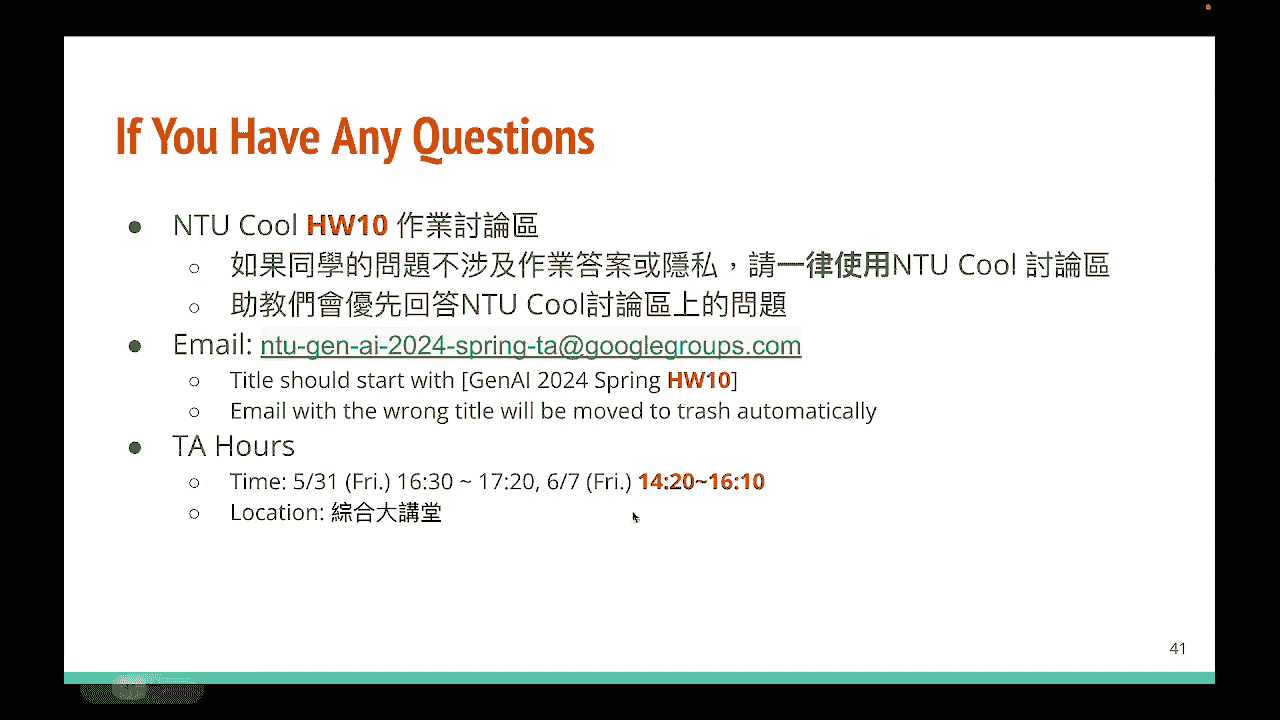 If You Have Any Questions
● NTU Cool HW10 作業討論區
○ 如果同學的問題不涉及作業答案或隱私，請一律使用NTU Cool 討論區
○ 助教們會優先回答NTU Cool討論區上的問題
● Email: ntu-gen-ai-2024-spring-ta@googlegroups.com
○ Title should start with [GenAI 2024 Spring HW10]
○ Email with the wrong title will be moved to trash automatically
● TA Hours
○ Time: 5/31 (Fri.) 16:30 ~ 17:20, 6/7 (Fri.) 14:20~16:10
○ Location: 綜合大講堂
41